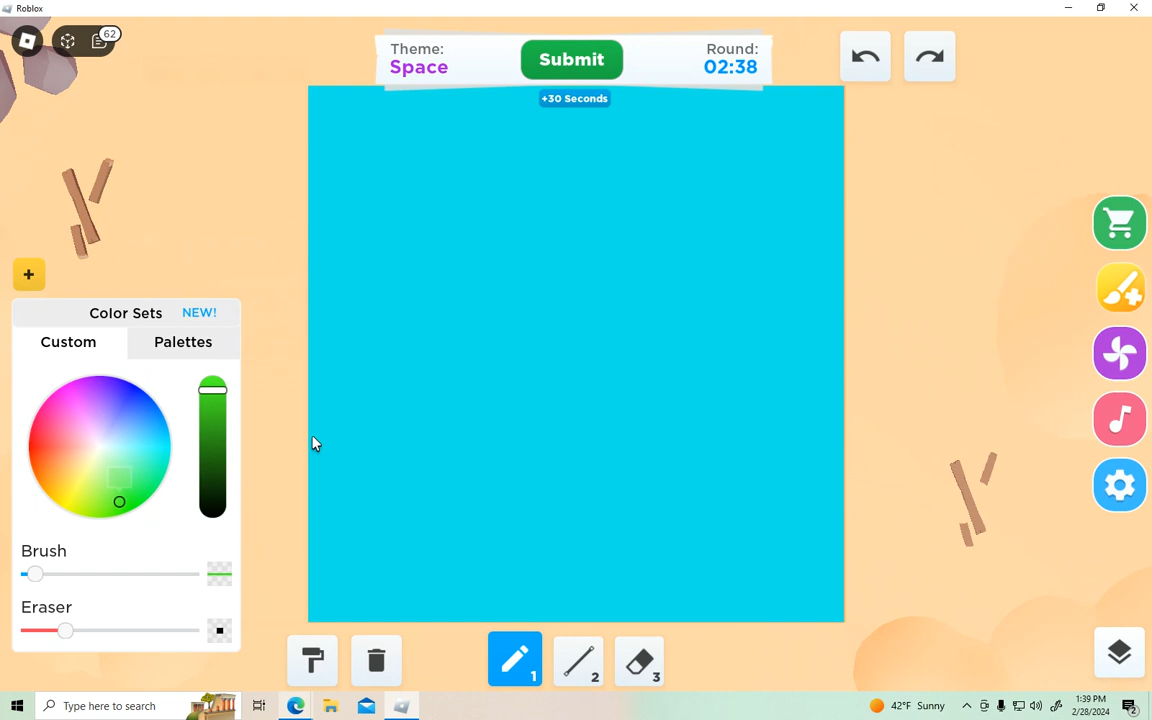 Roblox
62
Theme:
Space
Submit
Round:
02:38
+30 Seconds
+
Color Sets NEW!
Custom Palettes
Brush
Eraser
1
2
3
Type here to search
42°F Sunny
1:39 PM
2/28/2024
2